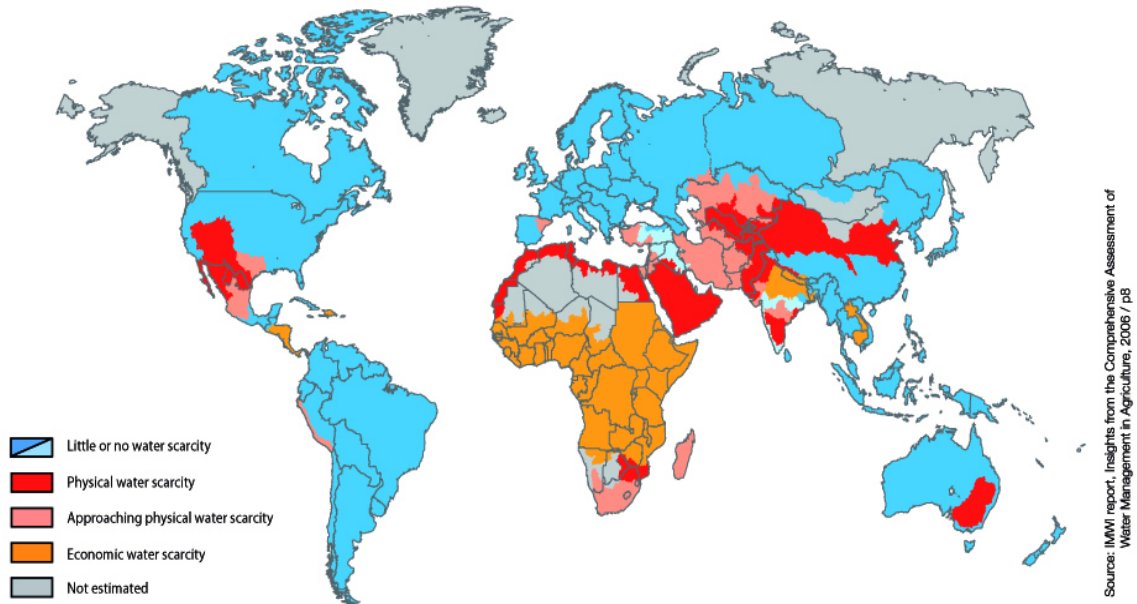 Little or no water scarcity
Physical water scarcity
Approaching physical water scarcity
Economic water scarcity
Not estimated
Source: IMWI report, Insights from the Comprehensive Assessment of
Water Management in Agriculture, 2006 / p8